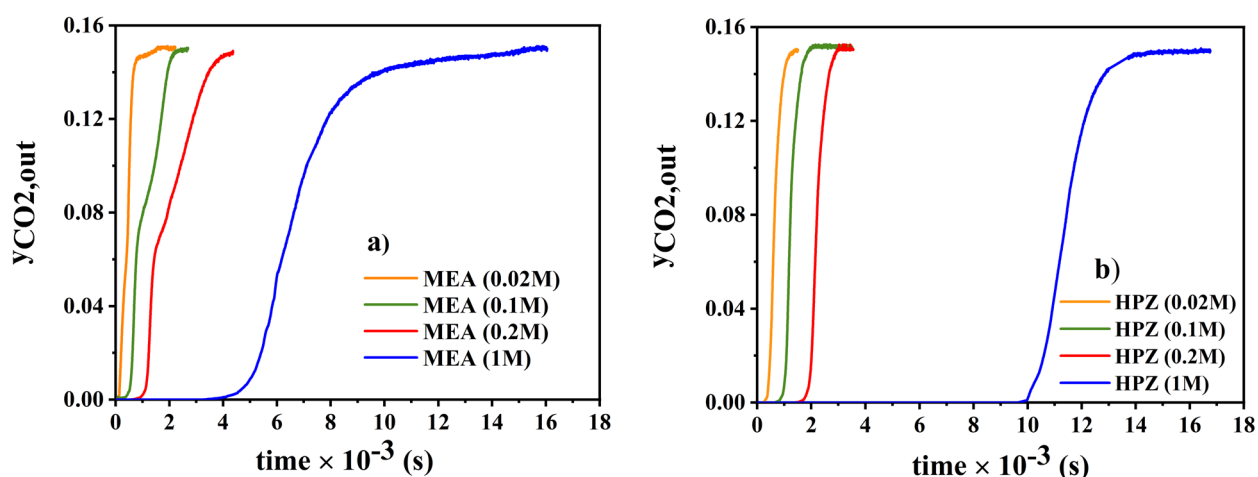 0.16
0.12
0.08
0.04
0.00
yCO2,out
a)
MEA (0.02M)
MEA (0.1M)
MEA (0.2M)
MEA (1M)
0 2 4 6 8 10 12 14 16 18
time × 10-3 (s)
0.16
0.12
0.08
0.04
0.00
yCO2,out
b)
HPZ (0.02M)
HPZ (0.1M)
HPZ (0.2M)
HPZ (1M)
0 2 4 6 8 10 12 14 16 18
time × 10-3 (s)